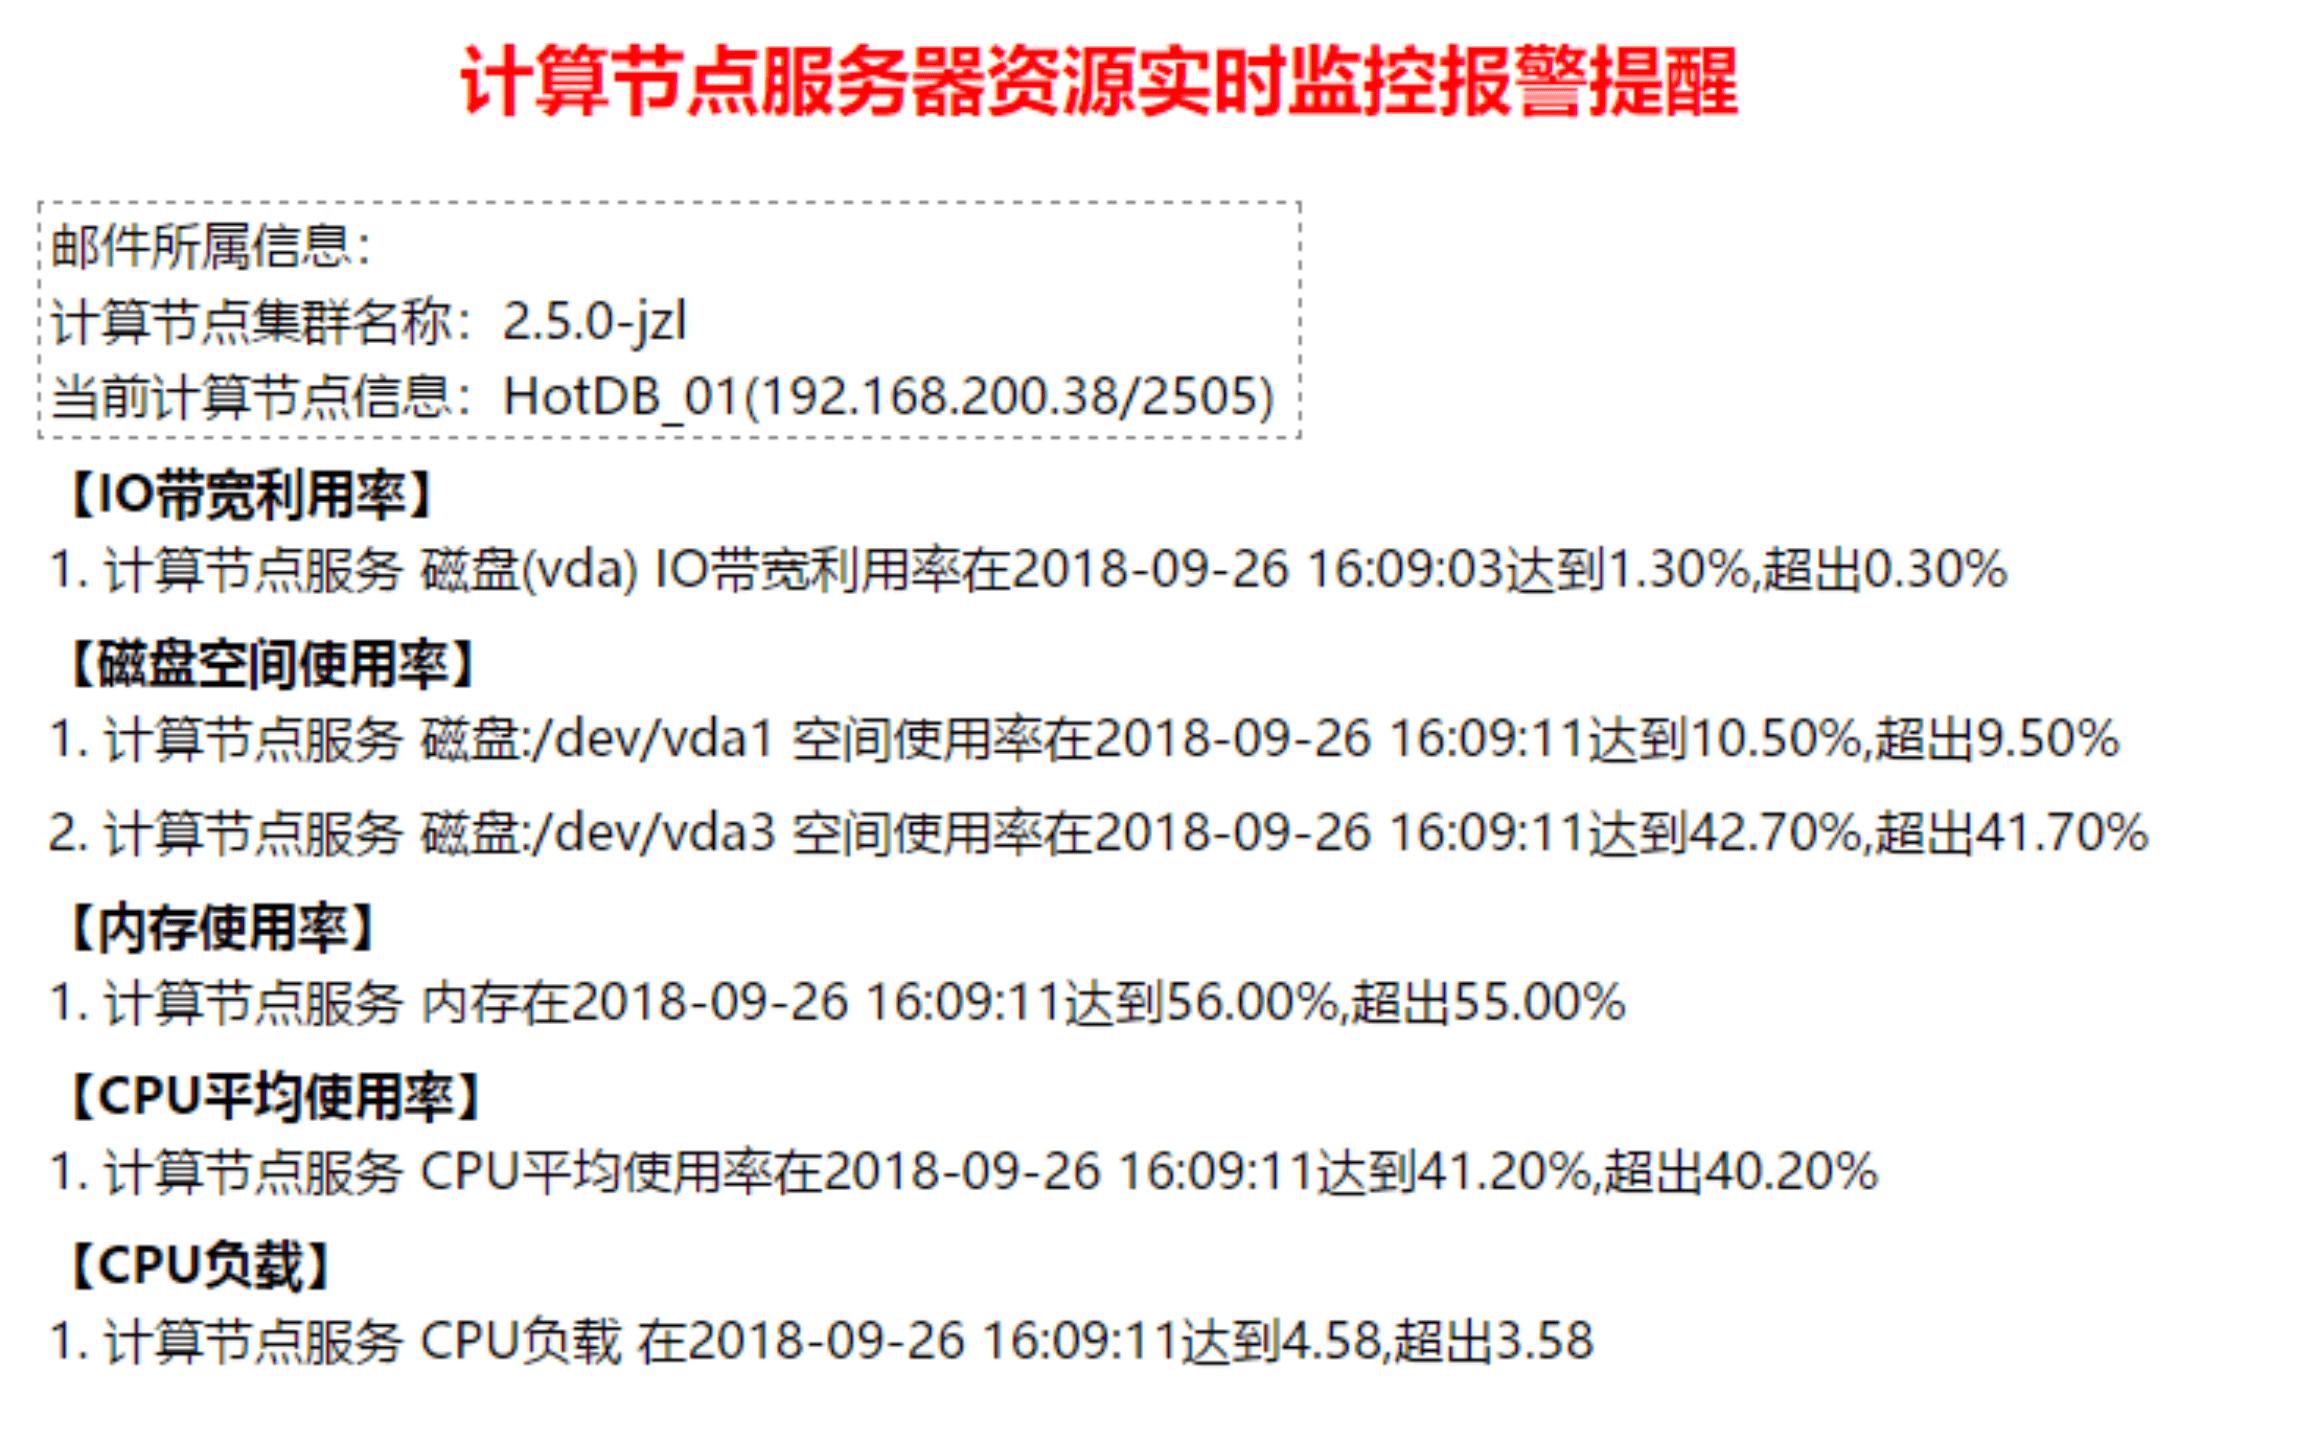 计算节点服务器资源实时监控报警提醒
邮件所属信息：
计算节点集群名称：2.5.0-jzl
当前计算节点信息：HotDB_01(192.168.200.38/2505)
【IO带宽利用率】
1. 计算节点服务 磁盘(vda) IO带宽利用率在2018-09-26 16:09:03达到1.30%,超出0.30%
【磁盘空间使用率】
1. 计算节点服务 磁盘:/dev/vda1 空间使用率在2018-09-26 16:09:11达到10.50%,超出9.50%
2. 计算节点服务 磁盘:/dev/vda3 空间使用率在2018-09-26 16:09:11达到42.70%,超出41.70%
【内存使用率】
1. 计算节点服务 内存在2018-09-26 16:09:11达到56.00%,超出55.00%
【CPU平均使用率】
1. 计算节点服务 CPU平均使用率在2018-09-26 16:09:11达到41.20%,超出40.20%
【CPU负载】
1. 计算节点服务 CPU负载 在2018-09-26 16:09:11达到4.58,超出3.58